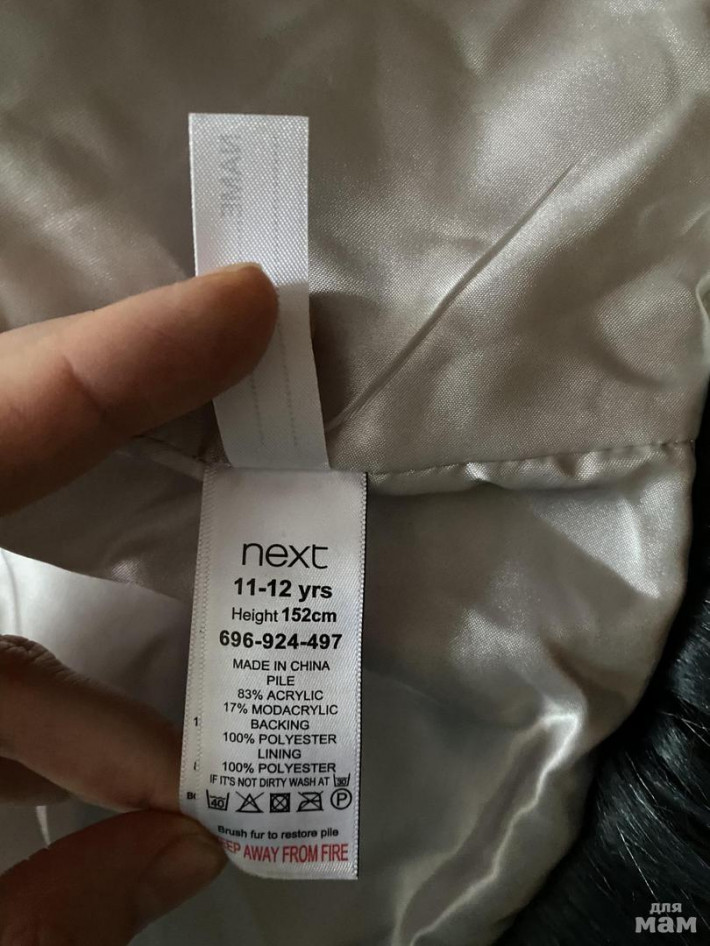 NAME
next
11-12 yrs
Height 152cm
696-924-497
MADE IN CHINA
PILE
83% ACRYLIC
17% MODACRYLIC
BACKING
100% POLYESTER
LINING
100% POLYESTER
IF IT'S NOT DIRTY WASH AT 30
40 P
Brush fur to restore pile
EEP AWAY FROM FIRE
для
мам